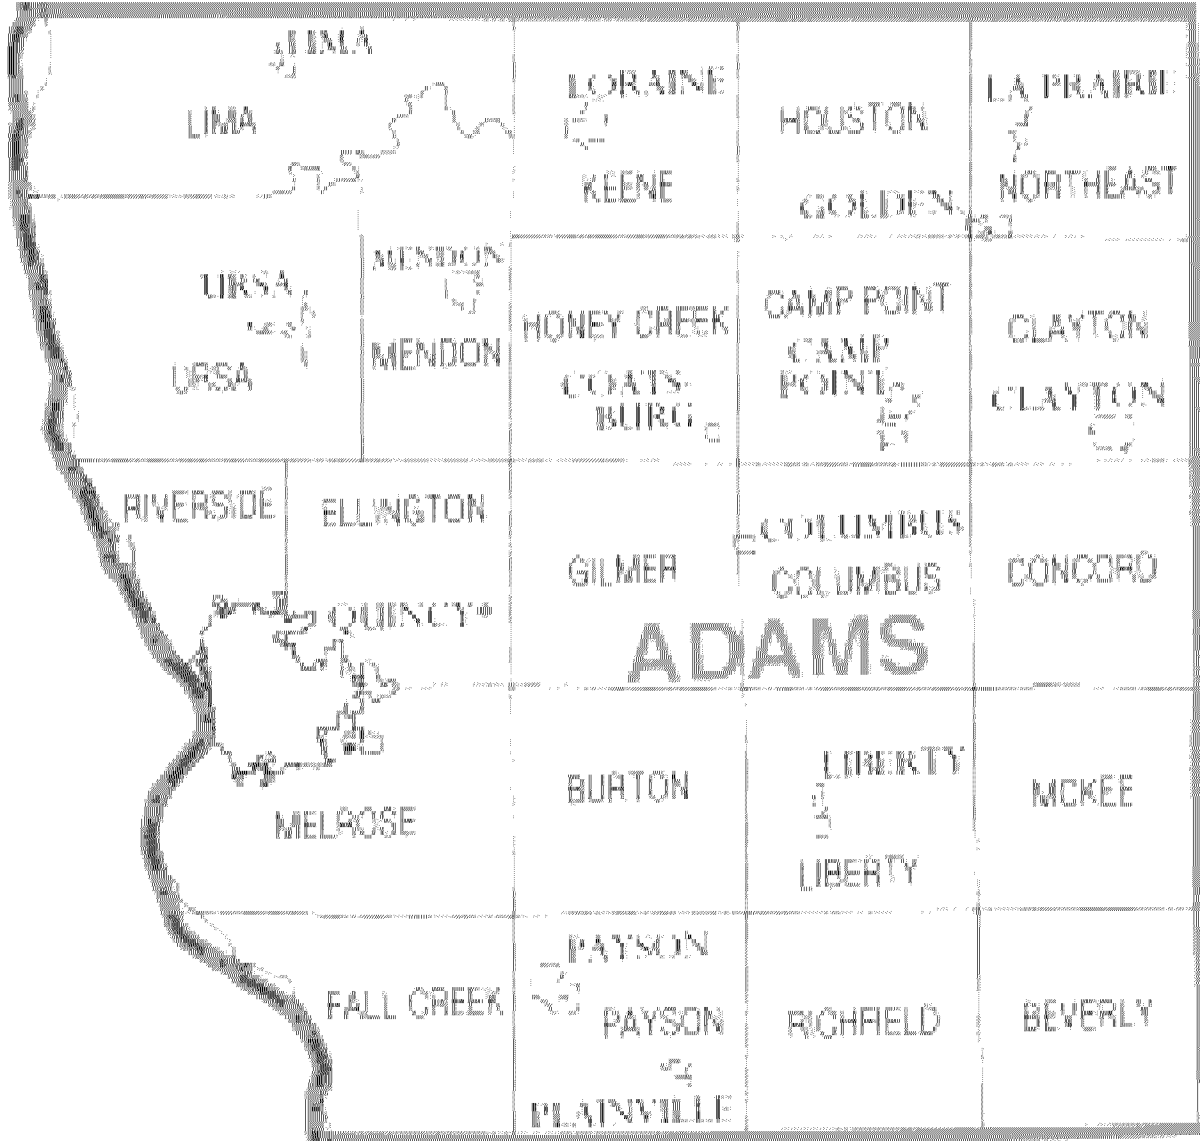 LIMA
LORAINE
LA PRAIRIE
LIMA
HOUSTON
KEENE
NORTHEAST
GOLDEN
MENDON
URSA
CAMP POINT
HONEY CREEK
CLAYTON
MENDON
CAMP
POINT
URSA
COATS-
BURG
CLAYTON
RIVERSIDE
ELLINGTON
COLUMBUS
GILMER
COLUMBUS
CONCORD
QUINCY
ADAMS
LIBERTY
BURTON
MCKEE
MELROSE
LIBERTY
PAYSON
FALL CREEK
PAYSON
RICHFIELD
BEVERLY
PLAINVILLE